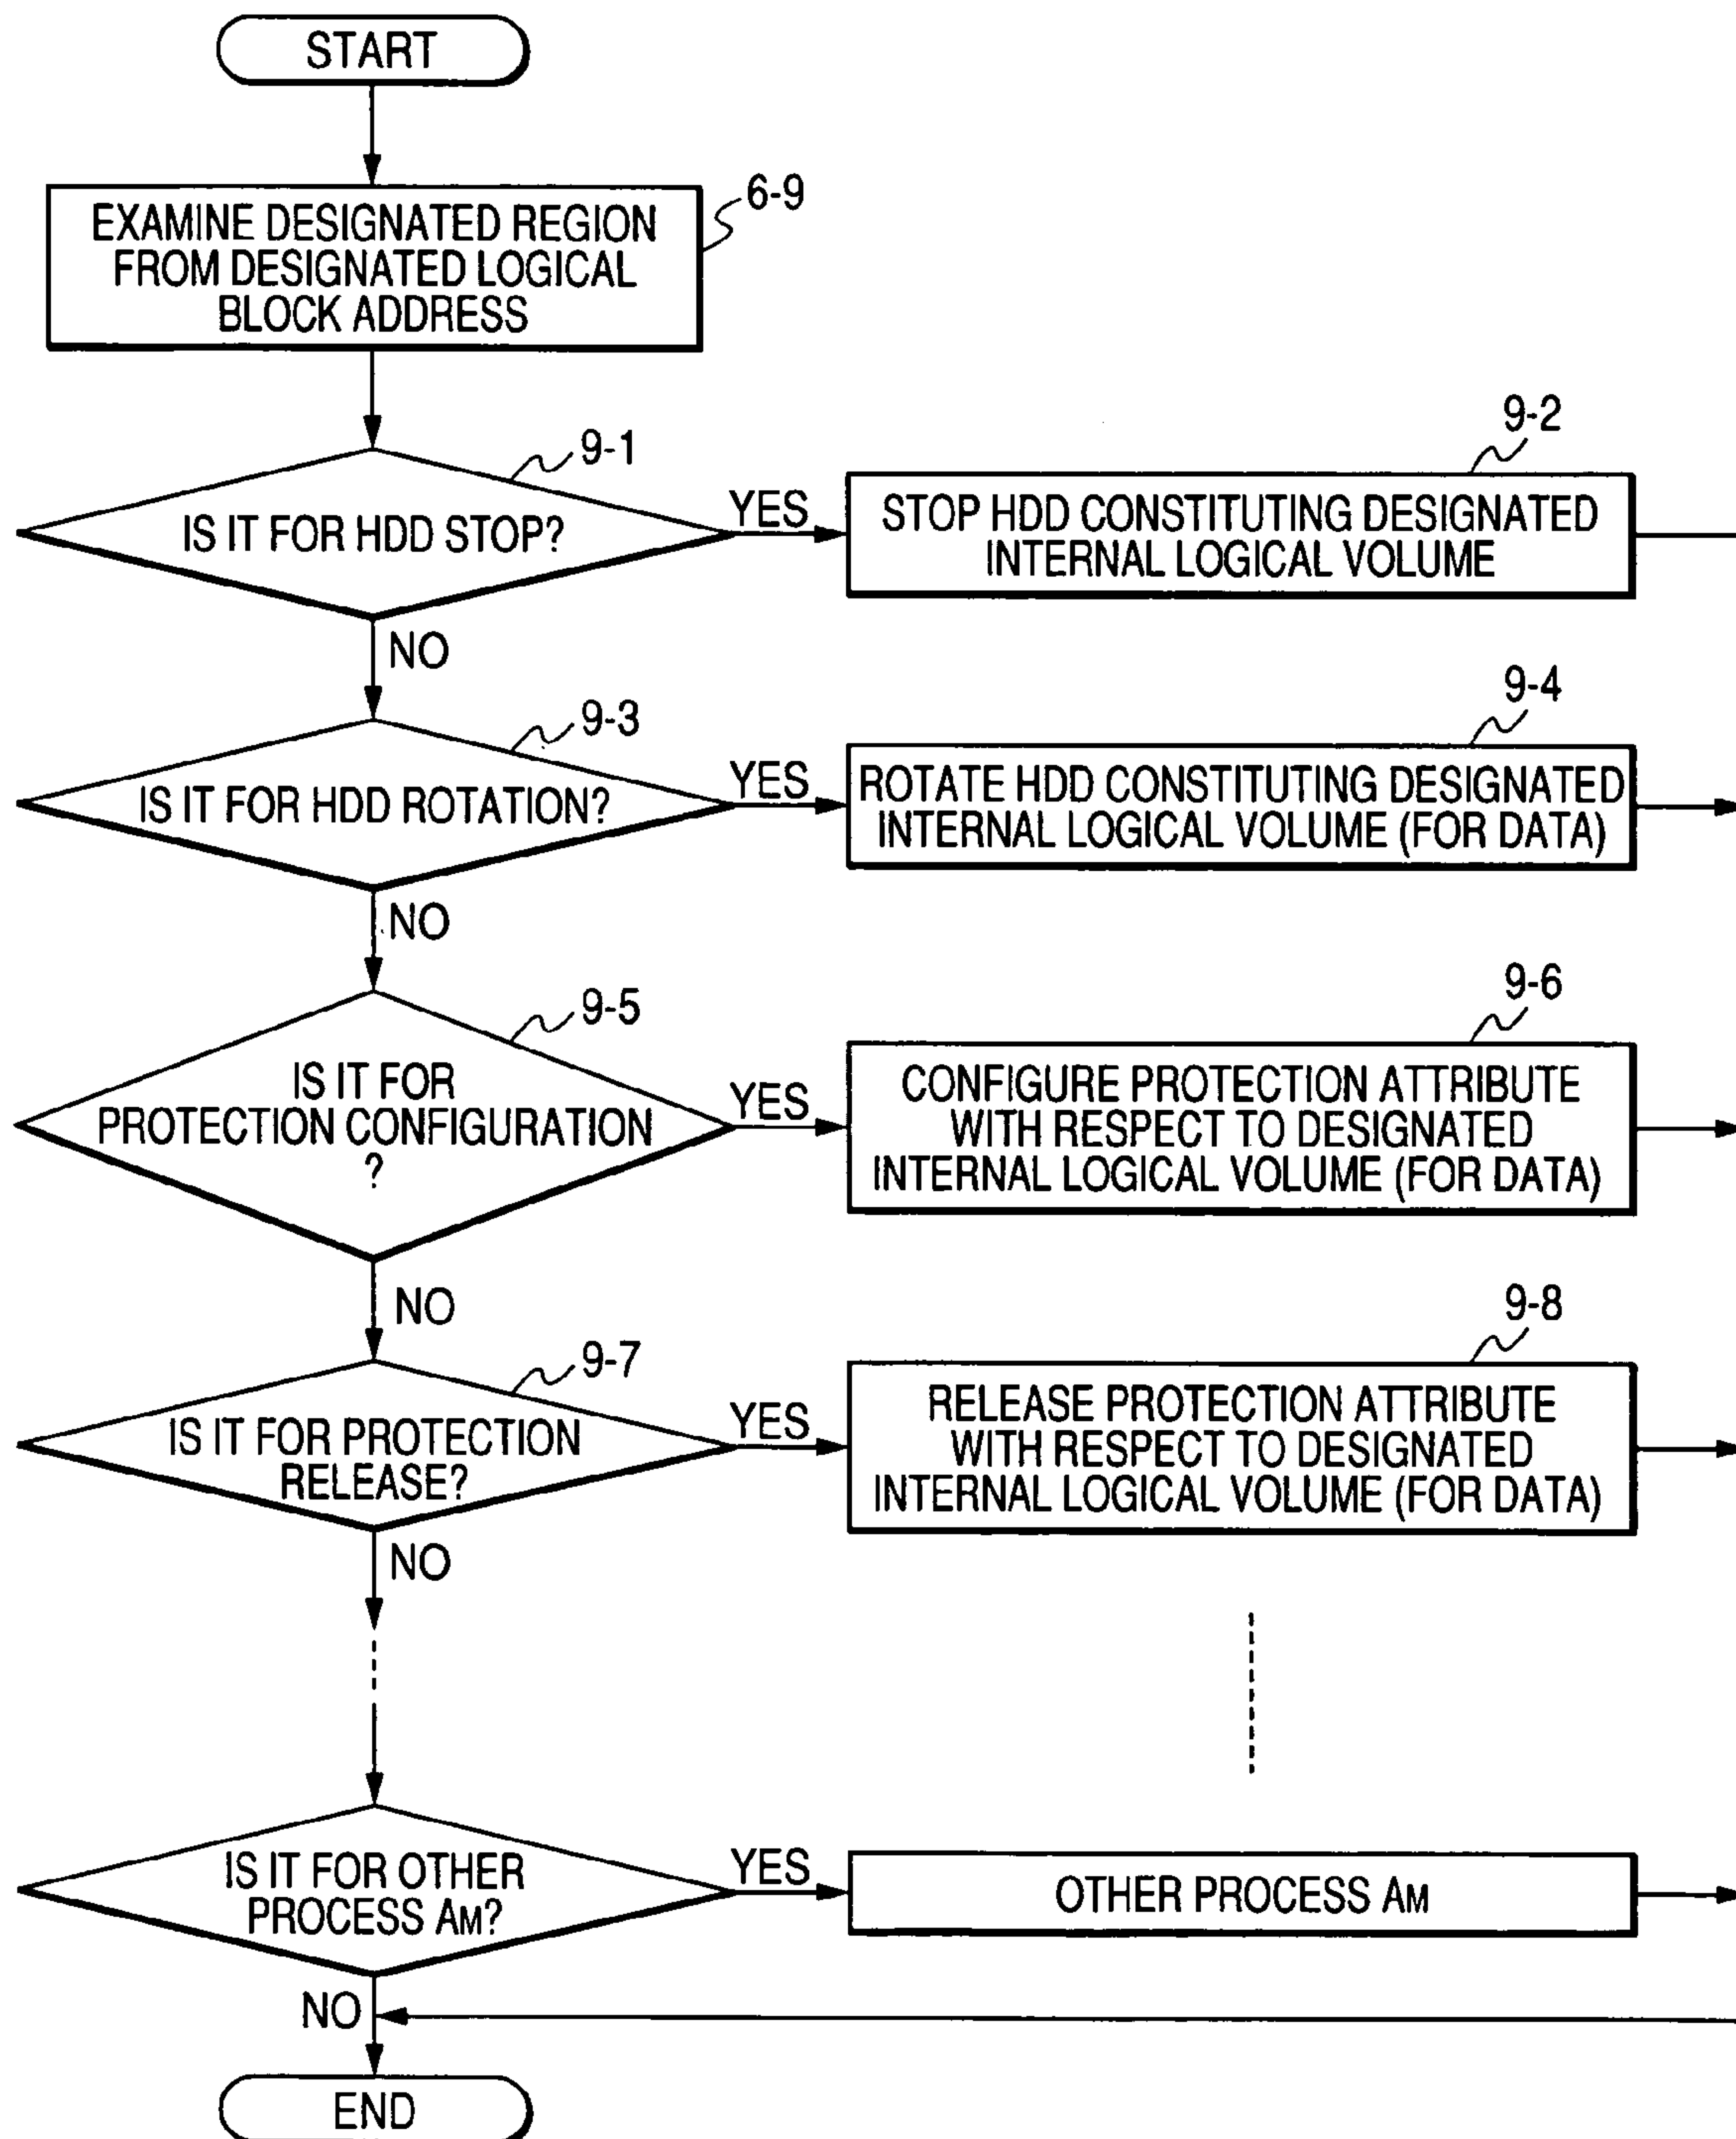 START
6-9
EXAMINE DESIGNATED REGION
FROM DESIGNATED LOGICAL
BLOCK ADDRESS
9-1
IS IT FOR HDD STOP?
YES
9-2
STOP HDD CONSTITUTING DESIGNATED
INTERNAL LOGICAL VOLUME
NO
9-3
IS IT FOR HDD ROTATION?
YES
9-4
ROTATE HDD CONSTITUTING DESIGNATED
INTERNAL LOGICAL VOLUME (FOR DATA)
NO
9-5
IS IT FOR
PROTECTION CONFIGURATION
?
YES
9-6
CONFIGURE PROTECTION ATTRIBUTE
WITH RESPECT TO DESIGNATED
INTERNAL LOGICAL VOLUME (FOR DATA)
NO
9-7
IS IT FOR PROTECTION
RELEASE?
YES
9-8
RELEASE PROTECTION ATTRIBUTE
WITH RESPECT TO DESIGNATED
INTERNAL LOGICAL VOLUME (FOR DATA)
NO
IS IT FOR OTHER
PROCESS AM?
YES
OTHER PROCESS AM
NO
END